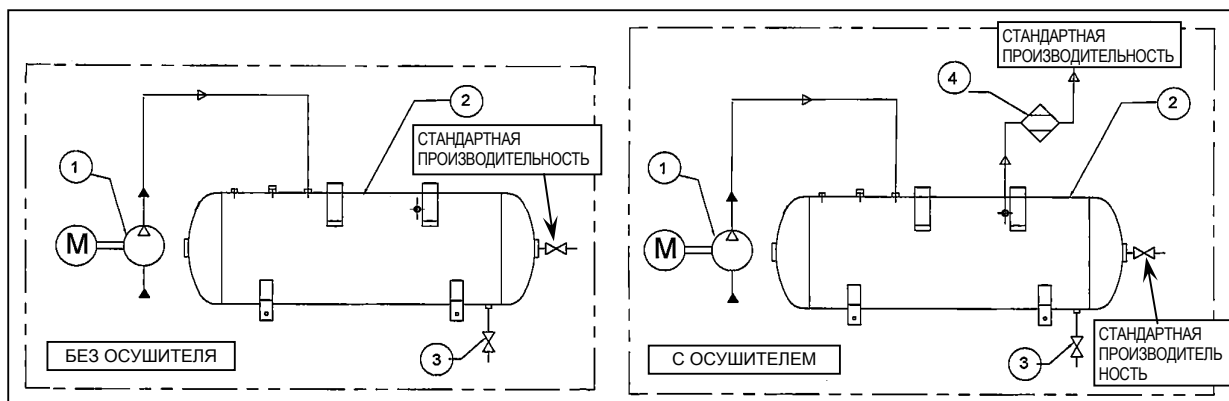 2
СТАНДАРТНАЯ
ПРОИЗВОДИТЕЛЬНОСТЬ
1
M
БЕЗ ОСУШИТЕЛЯ
3
СТАНДАРТНАЯ
ПРОИЗВОДИТЕЛЬНОСТЬ
4
2
1
M
С ОСУШИТЕЛЕМ
3
СТАНДАРТНАЯ
ПРОИЗВОДИТЕЛЬ
НОСТЬ